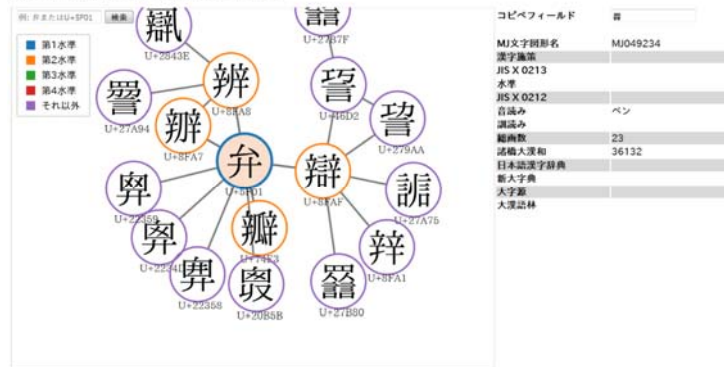 例: 弁またはU+5F01 検索
第1水準
第2水準
第3水準
第4水準
それ以外
U+27B7F
U+2843E
辨
U+8FA8
U+27A94
U+46D2
辧
U+8FA7
U+279AA
弁
U+5F01
辯
U+8FAF
U+27A75
U+22359
瓣
U+74E3
辡
U+8FA1
U+22358
U+20B5B
U+27B80
コピペフィールド
MJ文字図形名 MJ049234
漢字施策
JIS X 0213
水準
JIS X 0212
音読み ベン
訓読み
総画数 23
諸橋大漢和 36132
日本語漢字辞典
新大字典
大字源
大漢語林